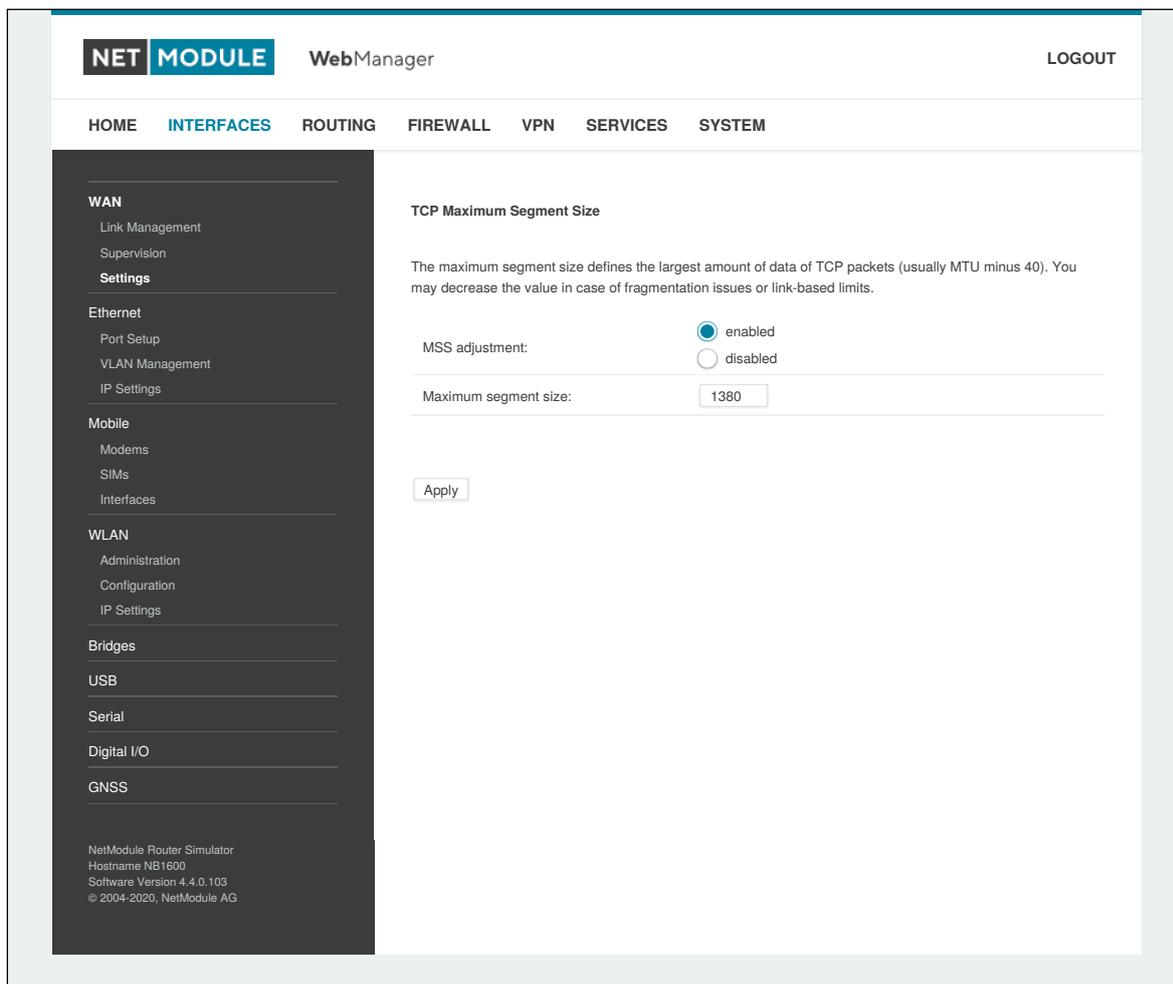 NET MODULE WebManager LOGOUT
HOME INTERFACES ROUTING FIREWALL VPN SERVICES SYSTEM
WAN
Link Management
Supervision
Settings
Ethernet
Port Setup
VLAN Management
IP Settings
Mobile
Modems
SIMs
Interfaces
WLAN
Administration
Configuration
IP Settings
Bridges
USB
Serial
Digital I/O
GNSS
NetModule Router Simulator
Hostname NB1600
Software Version 4.4.0.103
© 2004-2020, NetModule AG
TCP Maximum Segment Size
The maximum segment size defines the largest amount of data of TCP packets (usually MTU minus 40). You
may decrease the value in case of fragmentation issues or link-based limits.
MSS adjustment:
enabled
disabled
Maximum segment size: 1380
Apply